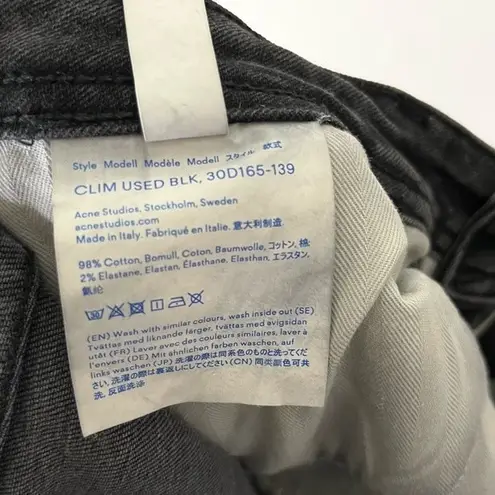 Style Modell Modèle Modell スタイル 款式
CLIM USED BLK, 30D165-139
Acne Studios, Stockholm, Sweden
acnestudios.com
Made in Italy. Fabriqué en Italie. 意大利制造
98% Cotton, Bomull, Coton, Baumwolle, コットン, 棉
2% Elastane, Elastan, Élasthane, Elasthan, エラスタン,
氨纶
(EN) Wash with similar colours, wash inside out (SE)
Tvättas med liknande färger, tvättas med avigsidan
utåt (FR) Laver avec des couleurs similaires, laver à
l'envers (DE) Mit ähnlichen farben waschen, auf
links waschen (JP) 洗濯の際は同系色のものと洗ってくだ
さい, 洗濯の際は裏返しにしてください (CN) 同类颜色可共
洗, 反面洗涤